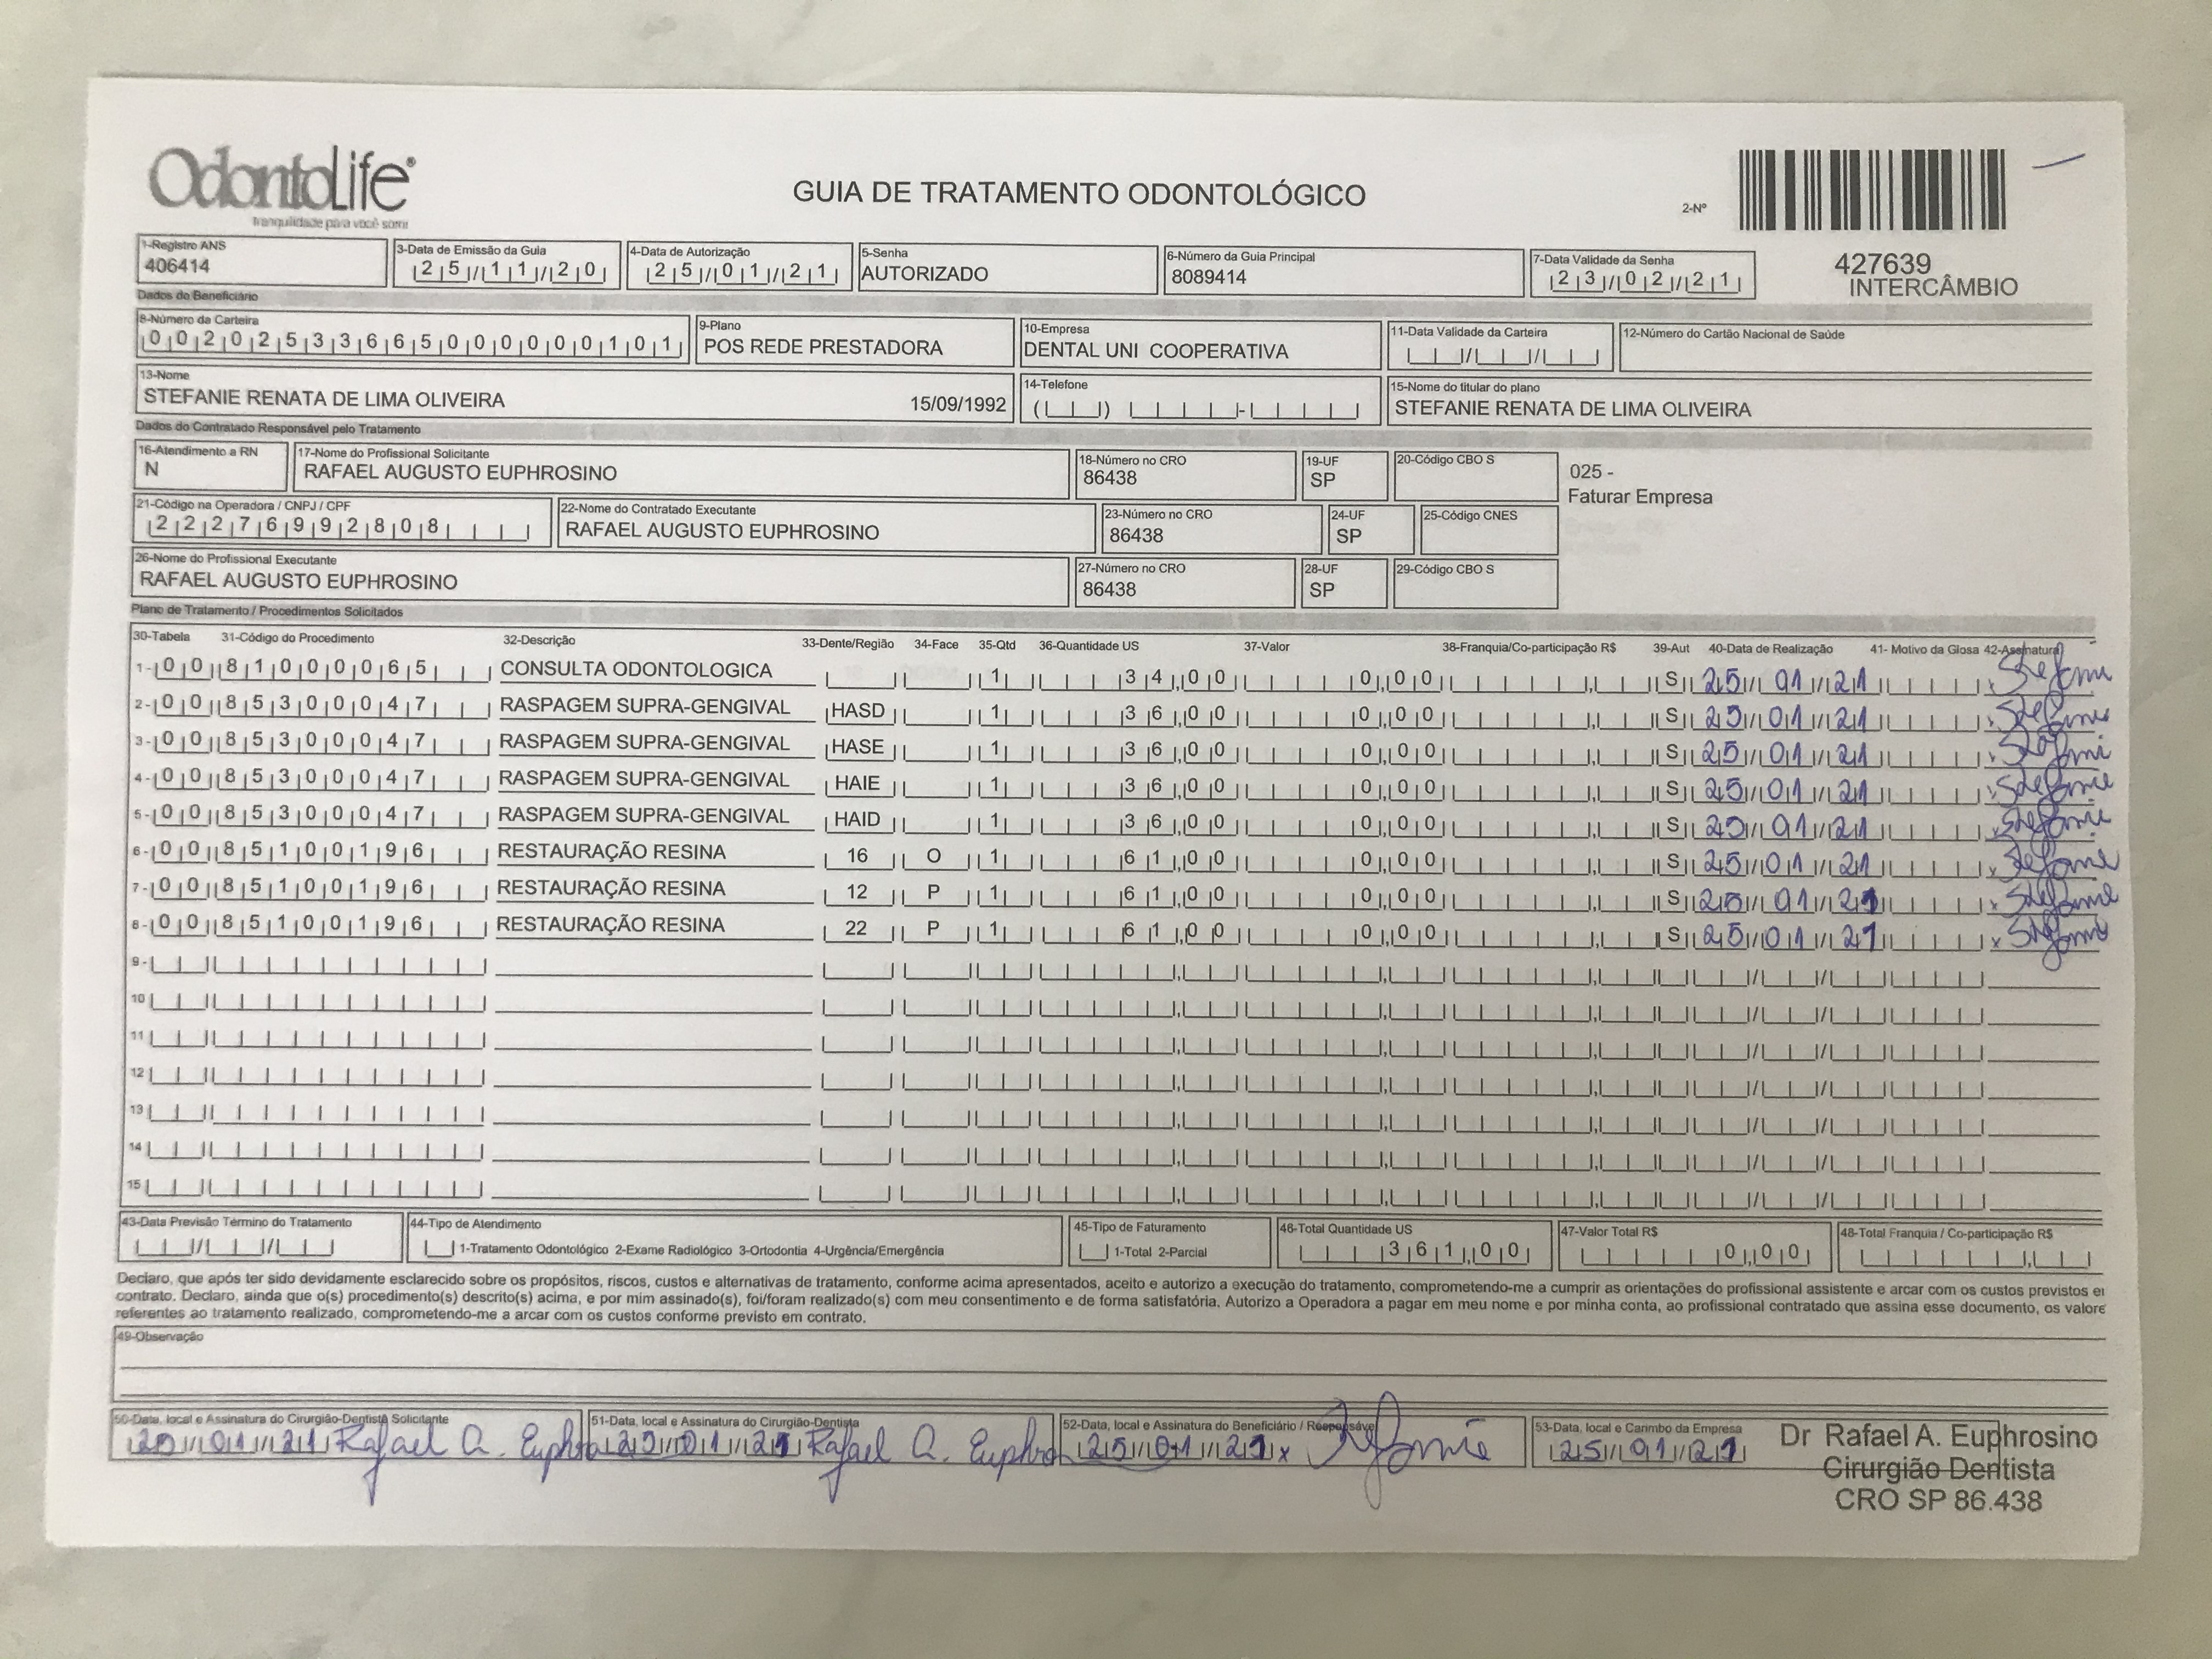 OdontoLife®
Tranquilidade para você sorrir
GUIA DE TRATAMENTO ODONTOLÓGICO
2-Nº
427639
INTERCÂMBIO
1-Registro ANS
406414
3-Data de Emissão da Guia
25/11/20
4-Data de Autorização
25/01/21
5-Senha
AUTORIZADO
6-Número da Guia Principal
8089414
7-Data Validade da Senha
23/02/21
Dados do Beneficiário
8-Número da Carteira
00202533665000000101
9-Plano
POS REDE PRESTADORA
10-Empresa
DENTAL UNI COOPERATIVA
11-Data Validade da Carteira
12-Número do Cartão Nacional de Saúde
13-Nome
STEFANIE RENATA DE LIMA OLIVEIRA 15/09/1992
14-Telefone
15-Nome do titular do plano
STEFANIE RENATA DE LIMA OLIVEIRA
Dados do Contratado Responsável pelo Tratamento
16-Atendimento a RN
N
17-Nome do Profissional Solicitante
RAFAEL AUGUSTO EUPHROSINO
18-Número no CRO
86438
19-UF
SP
20-Código CBO S
025 -
Faturar Empresa
21-Código na Operadora / CNPJ / CPF
22276992808
22-Nome do Contratado Executante
RAFAEL AUGUSTO EUPHROSINO
23-Número no CRO
86438
24-UF
SP
25-Código CNES
26-Nome do Profissional Executante
RAFAEL AUGUSTO EUPHROSINO
27-Número no CRO
86438
28-UF
SP
29-Código CBO S
Plano de Tratamento / Procedimentos Solicitados
30-Tabela 31-Código do Procedimento 32-Descrição 33-Dente/Região 34-Face 35-Qtd 36-Quantidade US 37-Valor 38-Franquia/Co-participação R$ 39-Aut 40-Data de Realização 41- Motivo da Glosa 42-Assinatura
1- 00 81000065 CONSULTA ODONTOLOGICA 1 34,00 0,00 S 25/01/21 x Stefanie
2- 00 85300047 RASPAGEM SUPRA-GENGIVAL HASD 1 36,00 0,00 S 25/01/21 x Stefanie
3- 00 85300047 RASPAGEM SUPRA-GENGIVAL HASE 1 36,00 0,00 S 25/01/21 x Stefanie
4- 00 85300047 RASPAGEM SUPRA-GENGIVAL HAIE 1 36,00 0,00 S 25/01/21 x Stefanie
5- 00 85300047 RASPAGEM SUPRA-GENGIVAL HAID 1 36,00 0,00 S 25/01/21 x Stefanie
6- 00 85100196 RESTAURAÇÃO RESINA 16 O 1 61,00 0,00 S 25/01/21 x Stefanie
7- 00 85100196 RESTAURAÇÃO RESINA 12 P 1 61,00 0,00 S 25/01/21 x Stefanie
8- 00 85100196 RESTAURAÇÃO RESINA 22 P 1 61,00 0,00 S 25/01/21 x Stefanie
9-
10
11
12
13
14
15
43-Data Previsão Término do Tratamento
44-Tipo de Atendimento
1-Tratamento Odontológico 2-Exame Radiológico 3-Ortodontia 4-Urgência/Emergência
45-Tipo de Faturamento
1-Total 2-Parcial
46-Total Quantidade US
361,00
47-Valor Total R$
0,00
48-Total Franquia / Co-participação R$
Declaro, que após ter sido devidamente esclarecido sobre os propósitos, riscos, custos e alternativas de tratamento, conforme acima apresentados, aceito e autorizo a execução do tratamento, comprometendo-me a cumprir as orientações do profissional assistente e arcar com os custos previstos er
contrato. Declaro, ainda que o(s) procedimento(s) descrito(s) acima, e por mim assinado(s), foi/foram realizado(s) com meu consentimento e de forma satisfatória. Autorizo a Operadora a pagar em meu nome e por minha conta, ao profissional contratado que assina esse documento, os valore
referentes ao tratamento realizado, comprometendo-me a arcar com os custos conforme previsto em contrato.
49-Observação
50-Data, local e Assinatura do Cirurgião-Dentista Solicitante
25/01/21 Rafael A. Euphro
51-Data, local e Assinatura do Cirurgião-Dentista
25/01/21 Rafael A. Euphro
52-Data, local e Assinatura do Beneficiário / Responsável
25/01/21 x Stefanie
53-Data, local e Carimbo da Empresa
25/01/21
Dr Rafael A. Euphrosino
Cirurgião Dentista
CRO SP 86.438